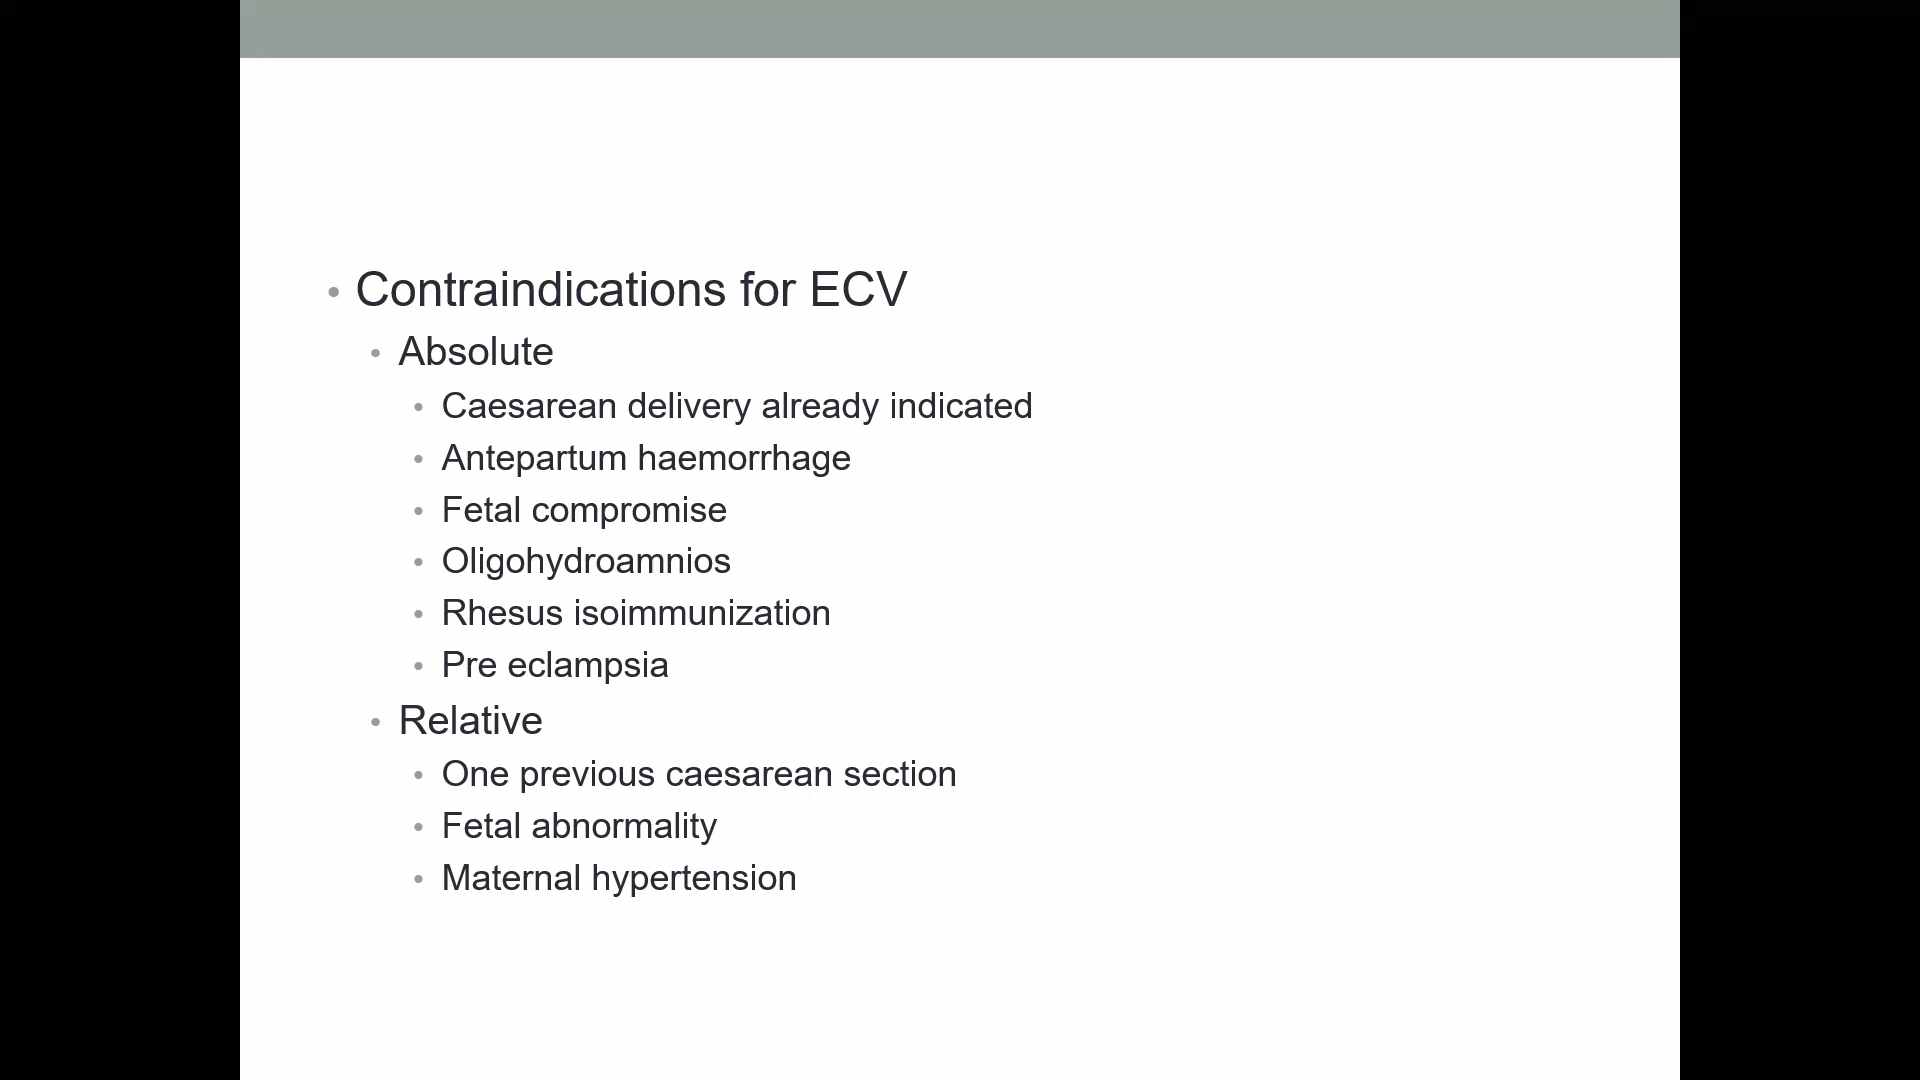 • Contraindications for ECV
• Absolute
• Caesarean delivery already indicated
• Antepartum haemorrhage
• Fetal compromise
• Oligohydroamnios
• Rhesus isoimmunization
• Pre eclampsia
• Relative
• One previous caesarean section
• Fetal abnormality
• Maternal hypertension